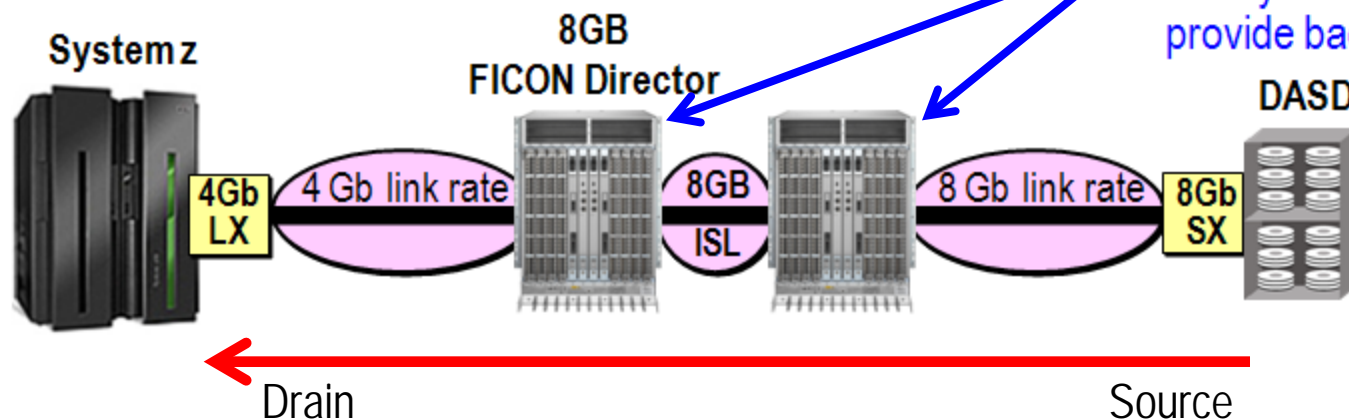 provide
System z
8GB
FICON Director
DASD
4Gb
LX
4 Gb link rate
8GB
ISL
8 Gb link rate
8Gb
SX
Drain
Source